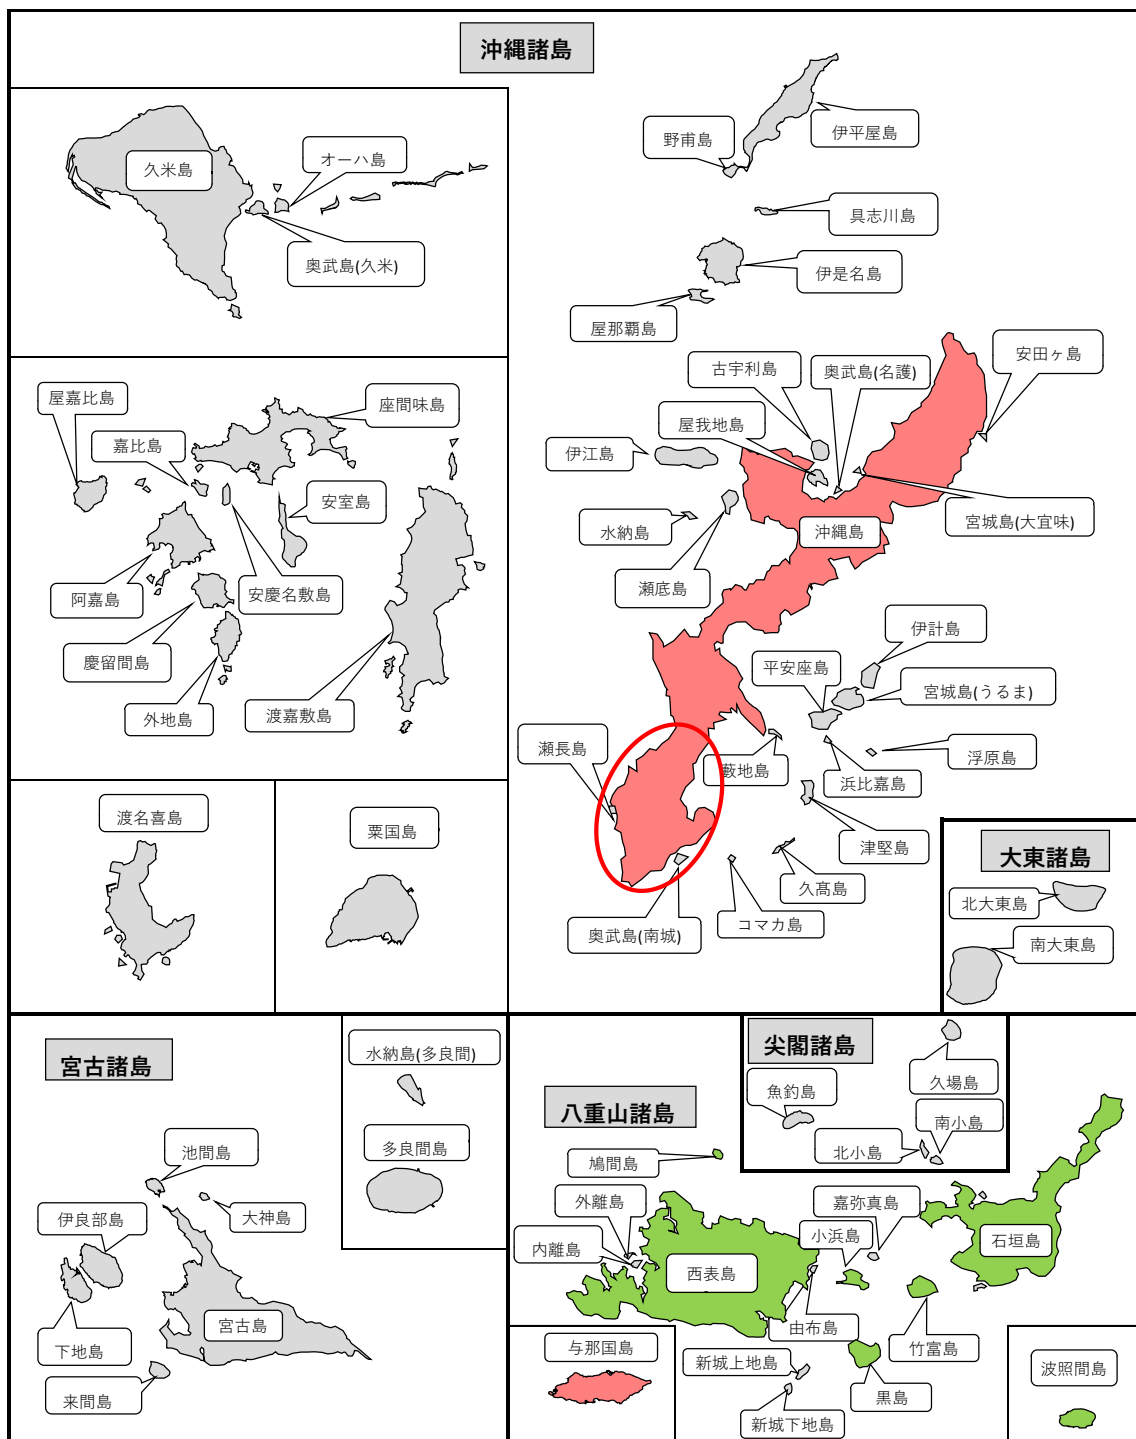 沖縄諸島
伊平屋島
野甫島
具志川島
伊是名島
屋那覇島
久米島
オーハ島
奥武島(久米)
安田ヶ島
古宇利島
奥武島(名護)
屋我地島
伊江島
宮城島(大宜味)
水納島
沖縄島
瀬底島
屋嘉比島
座間味島
嘉比島
安室島
阿嘉島
安慶名敷島
慶留間島
外地島
渡嘉敷島
伊計島
平安座島
宮城島(うるま)
瀬長島
藪地島
浜比嘉島
浮原島
津堅島
久髙島
コマカ島
奥武島(南城)
渡名喜島
粟国島
大東諸島
北大東島
南大東島
宮古諸島
水納島(多良間)
多良間島
池間島
大神島
伊良部島
宮古島
下地島
来間島
八重山諸島
尖閣諸島
久場島
魚釣島
南小島
北小島
鳩間島
外離島
内離島
嘉弥真島
小浜島
石垣島
西表島
由布島
竹富島
与那国島
新城上地島
黒島
新城下地島
波照間島